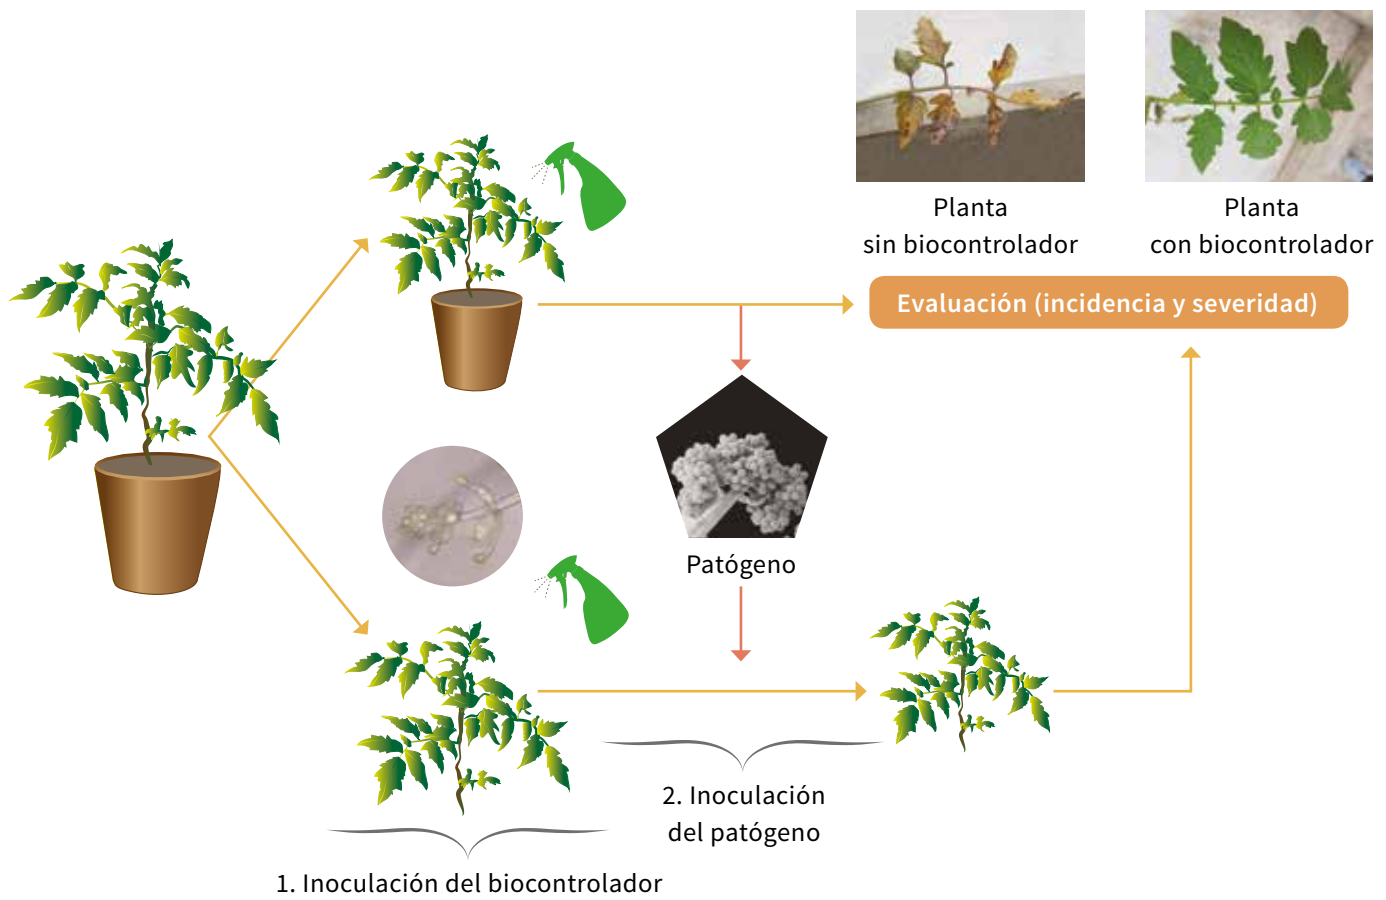 Planta
sin biocontrolador
Planta
con biocontrolador
Evaluación (incidencia y severidad)
Patógeno
2. Inoculación
del patógeno
1. Inoculación del biocontrolador